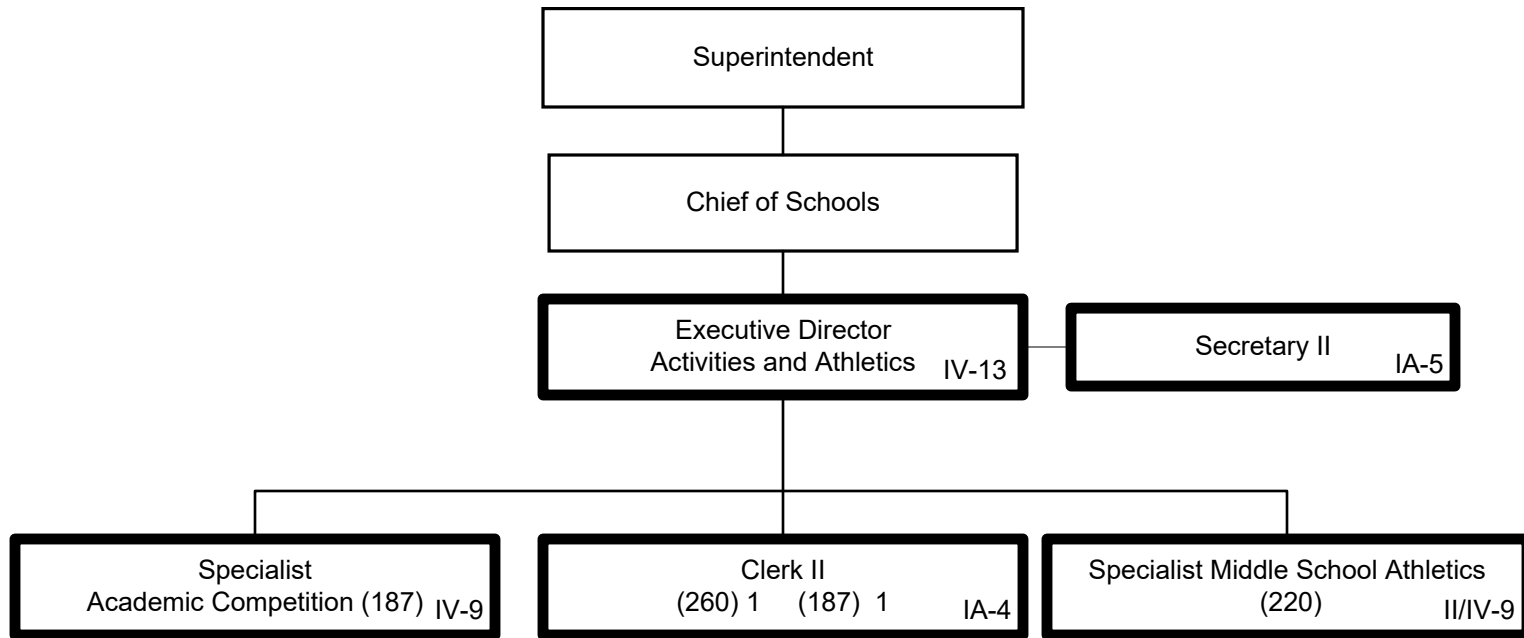 Superintendent
Chief of Schools
Executive Director
Activities and Athletics IV-13
Secretary II
IA-5
Specialist
Academic Competition (187) IV-9
Clerk II
(260) 1 (187) 1 IA-4
Specialist Middle School Athletics
(220) II/IV-9